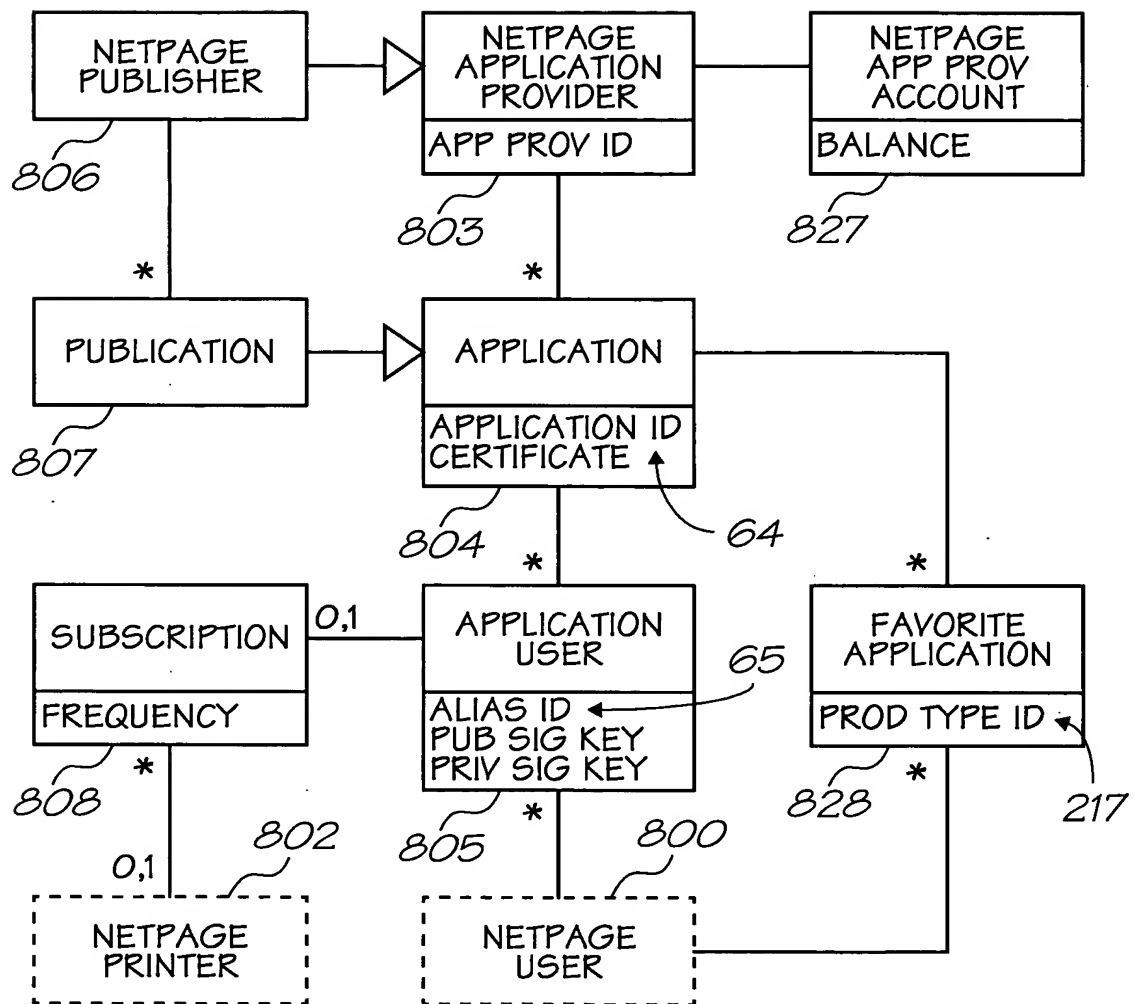 NETPAGE
PUBLISHER
806
NETPAGE
APPLICATION
PROVIDER
APP PROV ID
803
NETPAGE
APP PROV
ACCOUNT
BALANCE
827
*
*
PUBLICATION
807
APPLICATION
APPLICATION ID
CERTIFICATE
804
64
*
*
SUBSCRIPTION
FREQUENCY
808
0,1
APPLICATION
USER
ALIAS ID
PUB SIG KEY
PRIV SIG KEY
805
65
FAVORITE
APPLICATION
PROD TYPE ID
828
217
*
*
*
802
800
0,1
NETPAGE
PRINTER
NETPAGE
USER